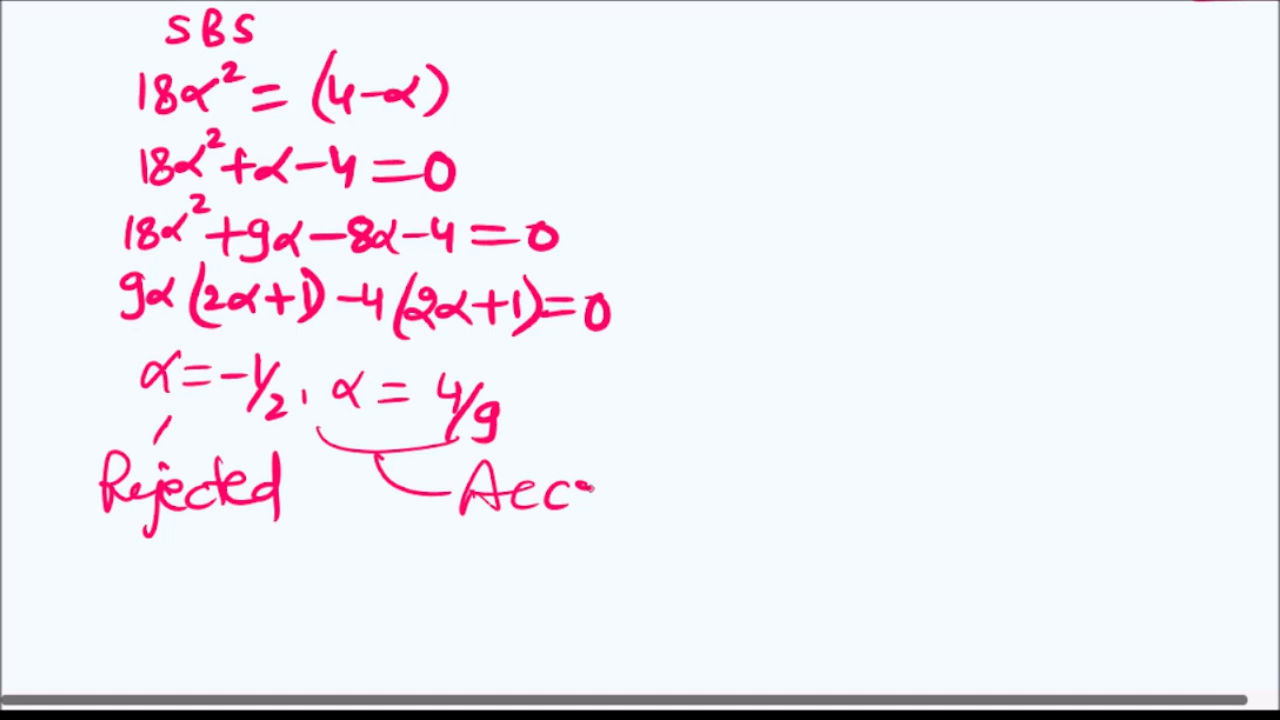 SBS
18α² = (4-α)
18α²+α-4=0
18α²+9α-8α-4=0
9α(2α+1)-4(2α+1)=0
α=-1/2, α = 4/9
Rejected Acc